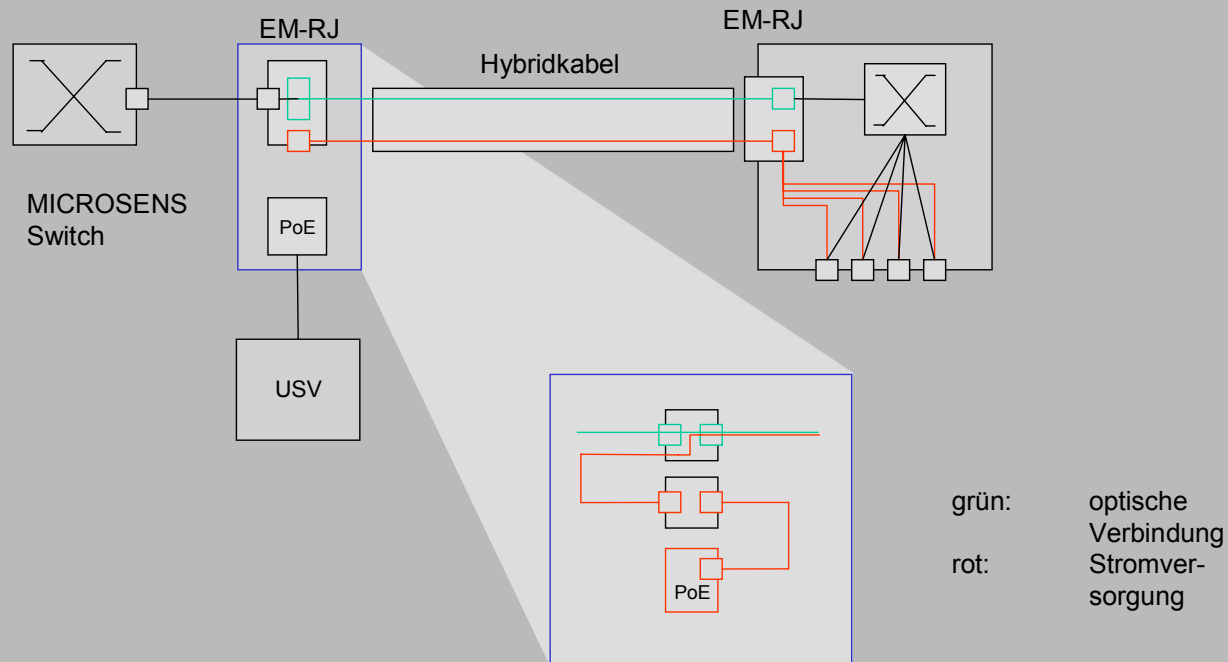 EM-RJ
EM-RJ
Hybridkabel
MICROSENS
Switch
PoE
USV
PoE
grün: optische
Verbindung
rot: Stromver-
sorgung